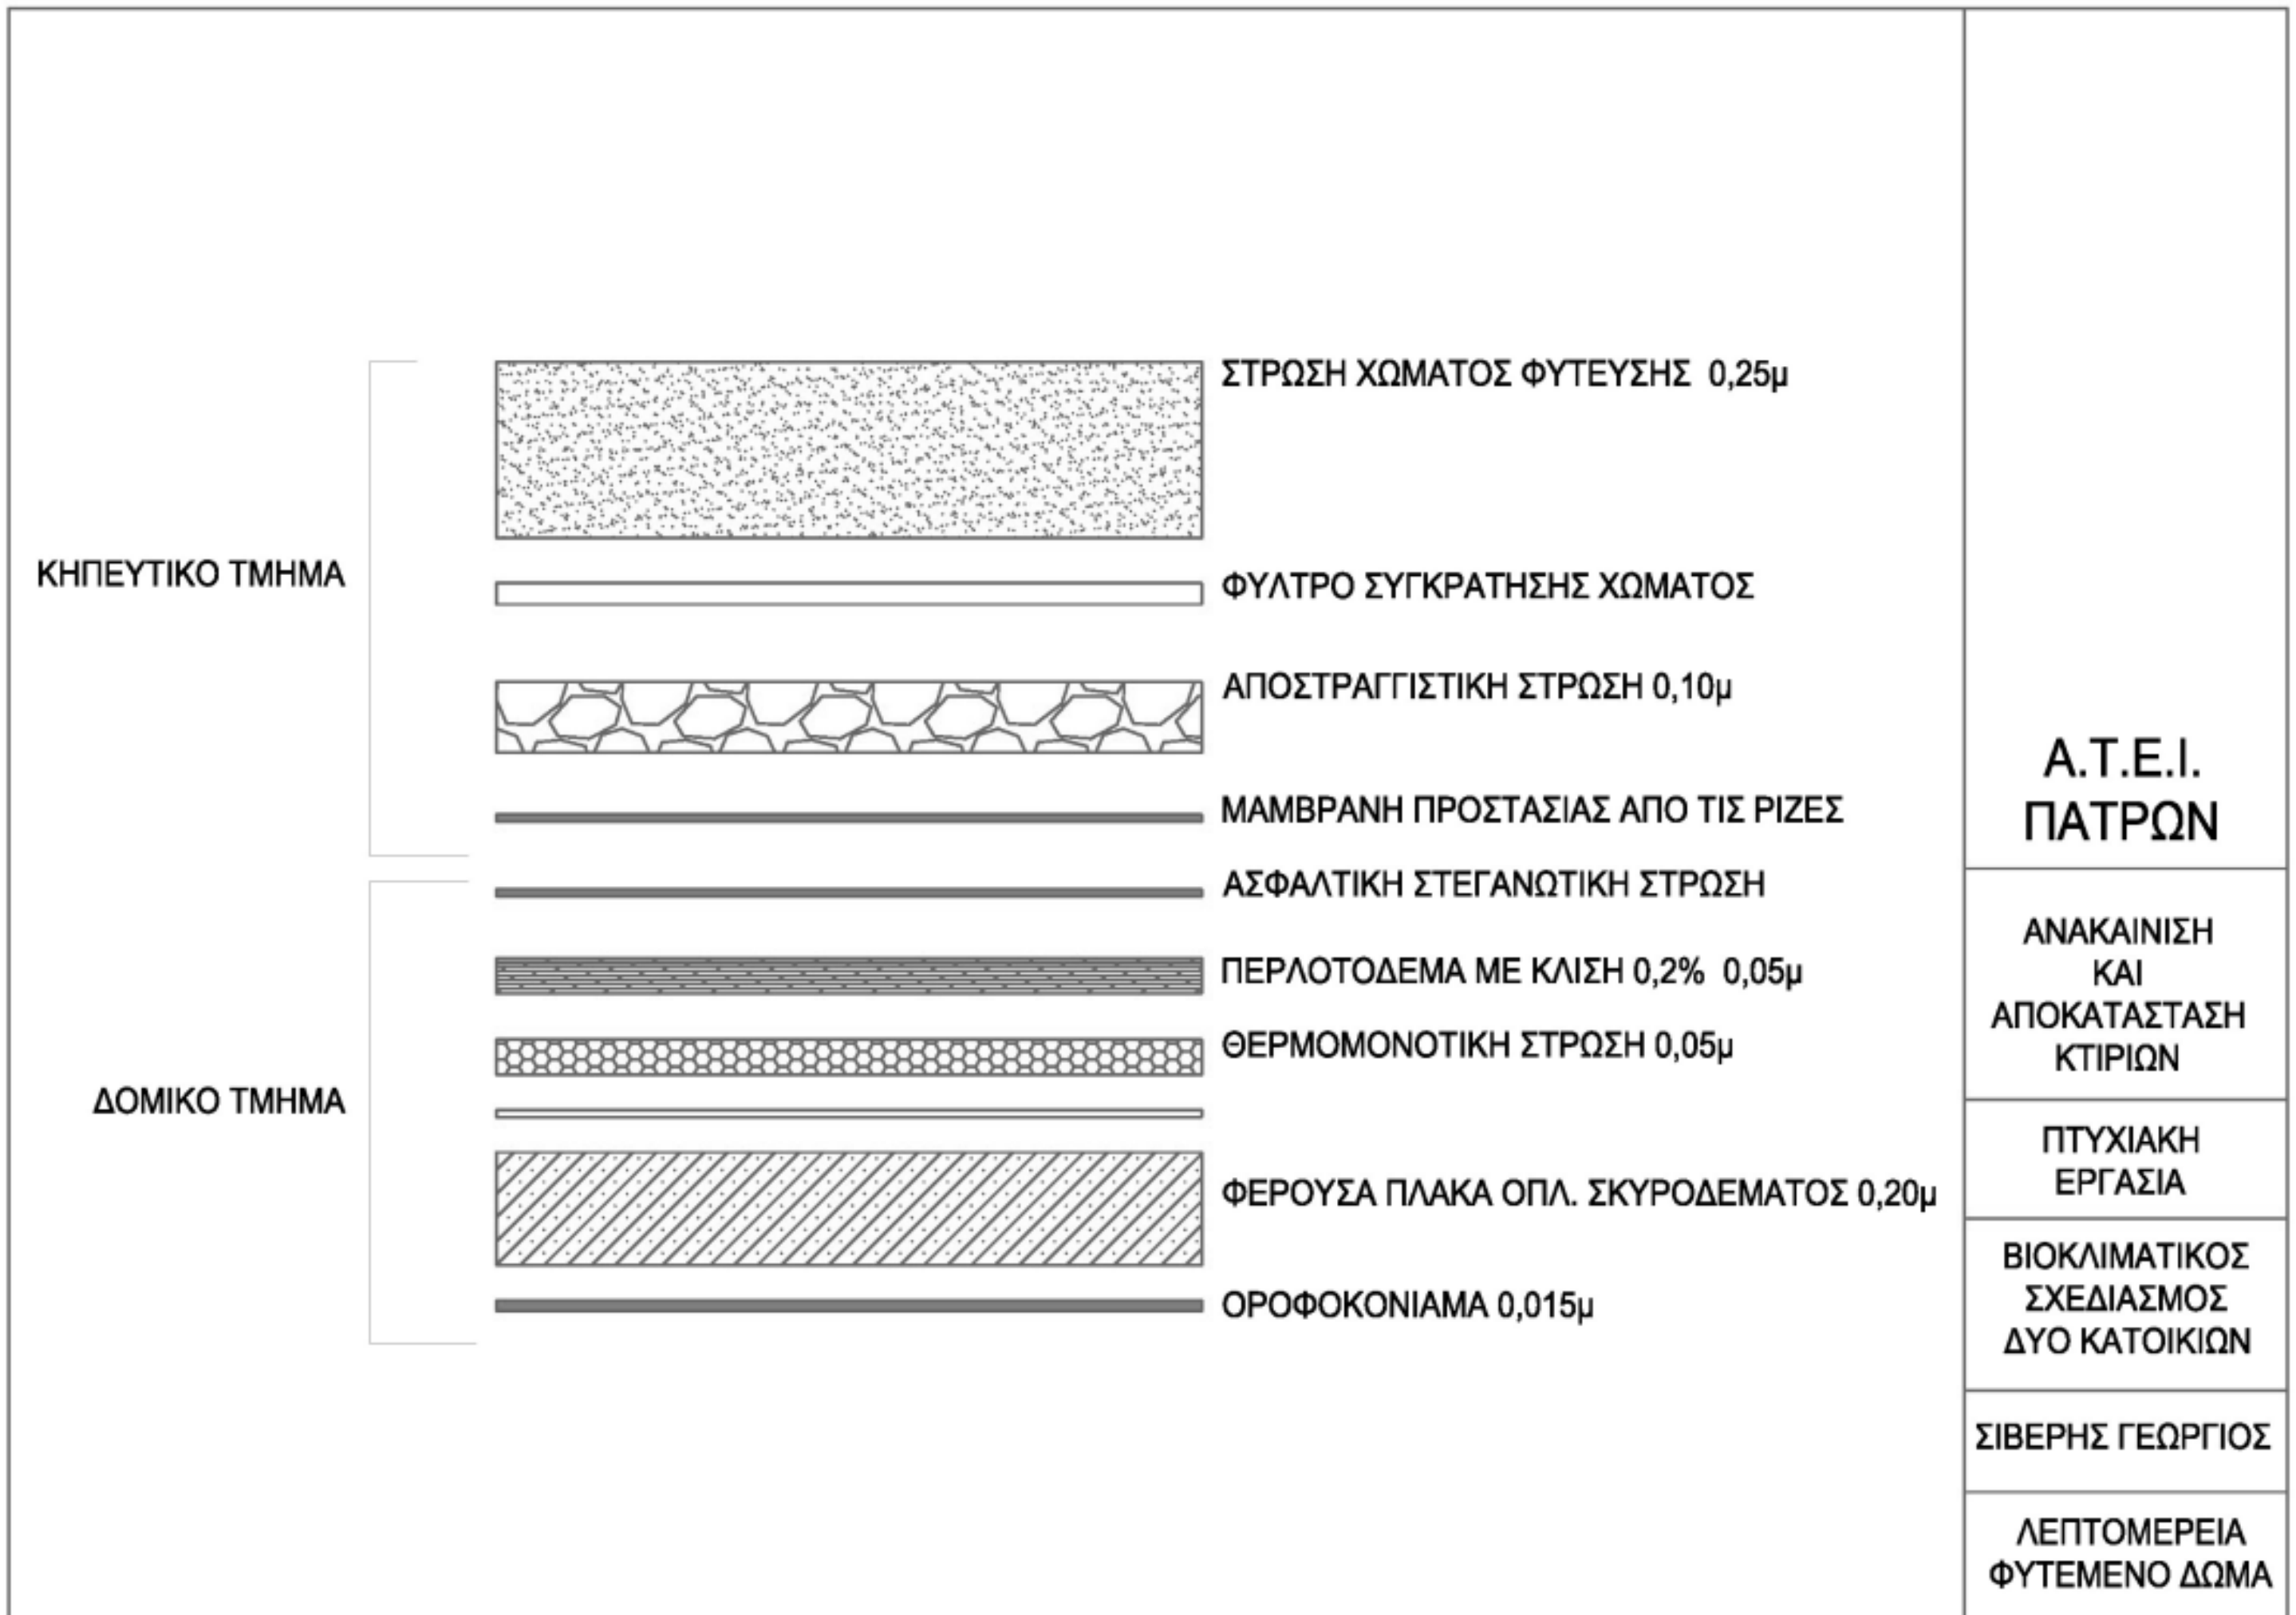 ΚΗΠΕΥΤΙΚΟ ΤΜΗΜΑ
ΣΤΡΩΣΗ ΧΩΜΑΤΟΣ ΦΥΤΕΥΣΗΣ 0,25μ
ΦΥΛΤΡΟ ΣΥΓΚΡΑΤΗΣΗΣ ΧΩΜΑΤΟΣ
ΑΠΟΣΤΡΑΓΓΙΣΤΙΚΗ ΣΤΡΩΣΗ 0,10μ
ΜΑΜΒΡΑΝΗ ΠΡΟΣΤΑΣΙΑΣ ΑΠΟ ΤΙΣ ΡΙΖΕΣ
ΔΟΜΙΚΟ ΤΜΗΜΑ
ΑΣΦΑΛΤΙΚΗ ΣΤΕΓΑΝΩΤΙΚΗ ΣΤΡΩΣΗ
ΠΕΡΛΟΤΟΔΕΜΑ ΜΕ ΚΛΙΣΗ 0,2% 0,05μ
ΘΕΡΜΟΜΟΝΟΤΙΚΗ ΣΤΡΩΣΗ 0,05μ
ΦΕΡΟΥΣΑ ΠΛΑΚΑ ΟΠΛ. ΣΚΥΡΟΔΕΜΑΤΟΣ 0,20μ
ΟΡΟΦΟΚΟΝΙΑΜΑ 0,015μ
Α.Τ.Ε.Ι.
ΠΑΤΡΩΝ
ΑΝΑΚΑΙΝΙΣΗ
ΚΑΙ
ΑΠΟΚΑΤΑΣΤΑΣΗ
ΚΤΙΡΙΩΝ
ΠΤΥΧΙΑΚΗ
ΕΡΓΑΣΙΑ
ΒΙΟΚΛΙΜΑΤΙΚΟΣ
ΣΧΕΔΙΑΣΜΟΣ
ΔΥΟ ΚΑΤΟΙΚΙΩΝ
ΣΙΒΕΡΗΣ ΓΕΩΡΓΙΟΣ
ΛΕΠΤΟΜΕΡΕΙΑ
ΦΥΤΕΜΕΝΟ ΔΩΜΑ